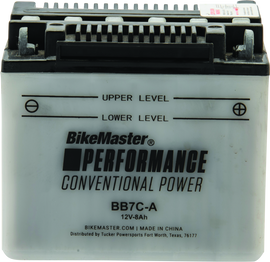 UPPER LEVEL
LOWER LEVEL
BikeMaster®
PERFORMANCE
CONVENTIONAL POWER
BB7C-A
12V-8Ah
BIKEMASTER.COM ■ MADE IN CHINA
Distributed by Tucker Powersports Fort Worth, Texas, 76177